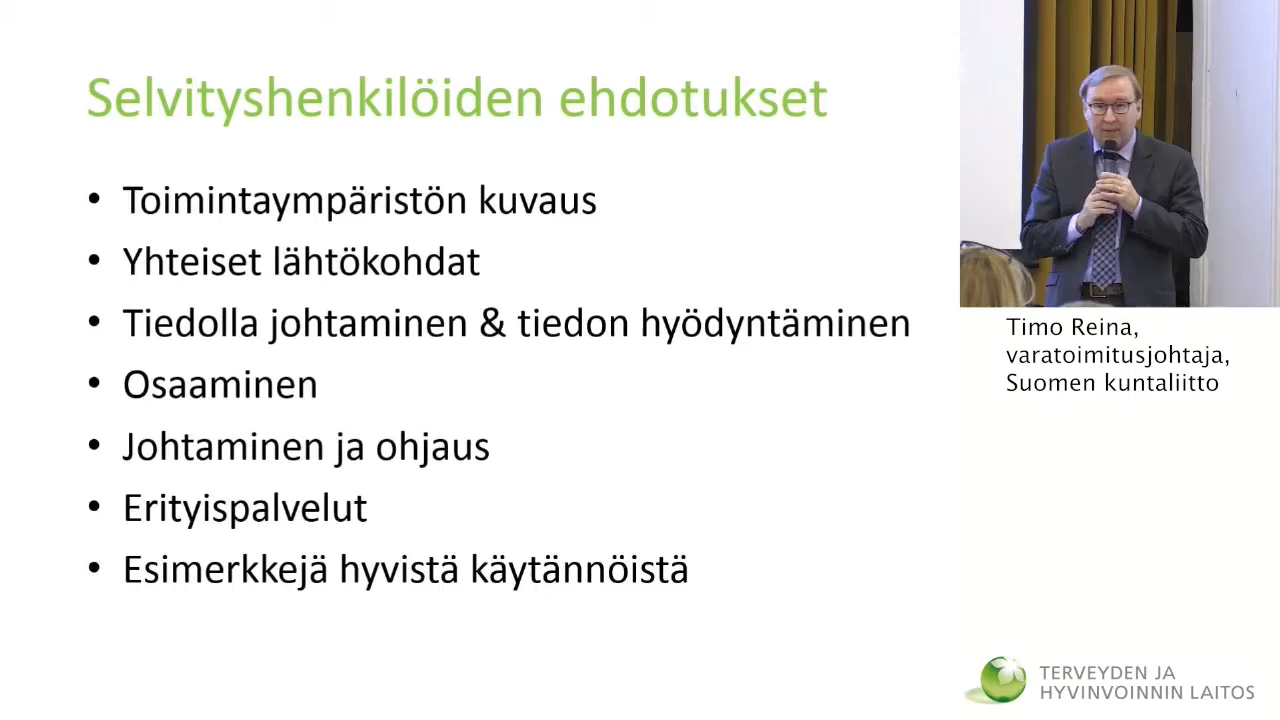 Selvityshenkilöiden ehdotukset
• Toimintaympäristön kuvaus
• Yhteiset lähtökohdat
• Tiedolla johtaminen & tiedon hyödyntäminen
• Osaaminen
• Johtaminen ja ohjaus
• Erityispalvelut
• Esimerkkejä hyvistä käytännöistä
Timo Reina,
varatoimitusjohtaja,
Suomen kuntaliitto
TERVEYDEN JA
HYVINVOINNIN LAITOS